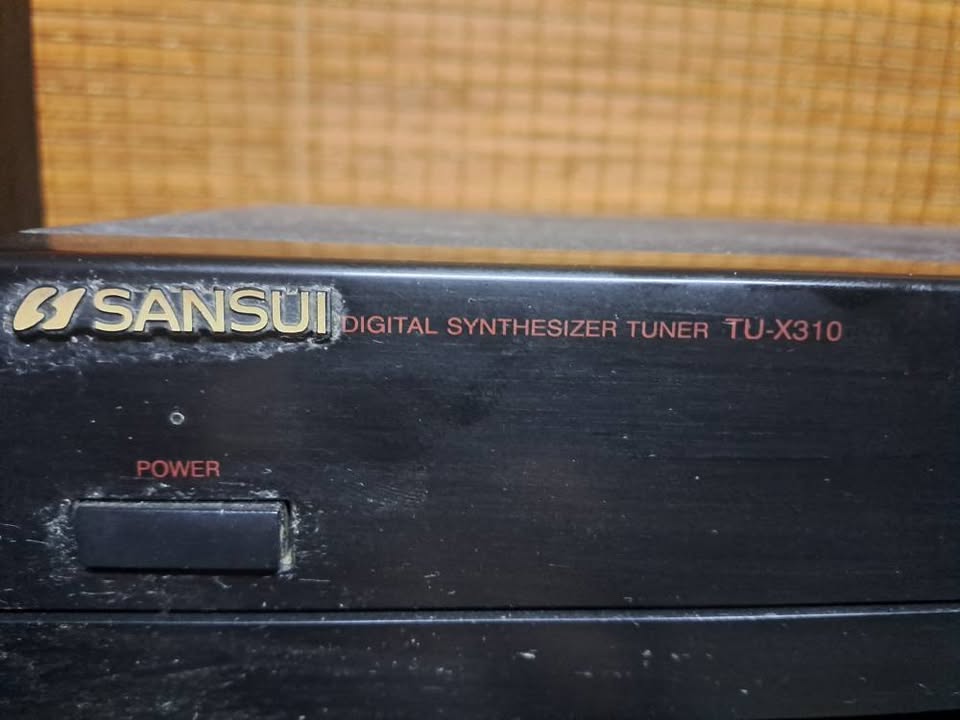 SANSUI DIGITAL SYNTHESIZER TUNER TU-X310
POWER